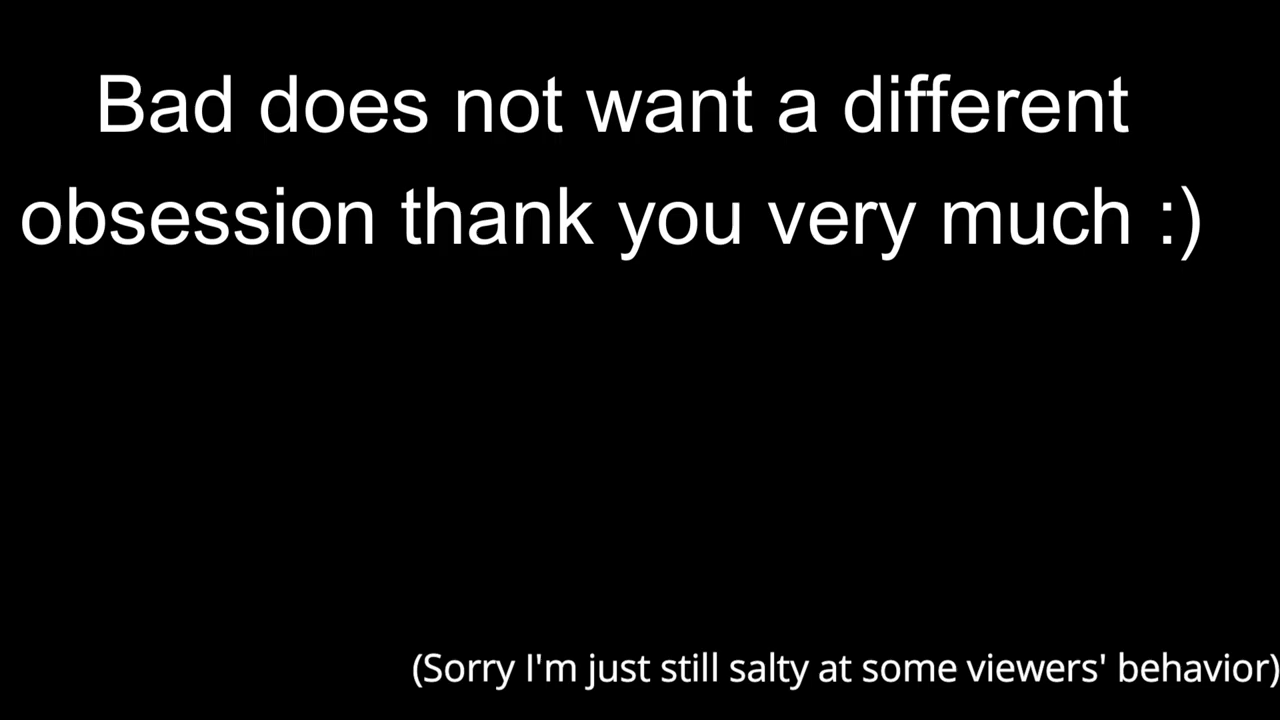 Bad does not want a different
obsession thank you very much :)
(Sorry I'm just still salty at some viewers' behavior)